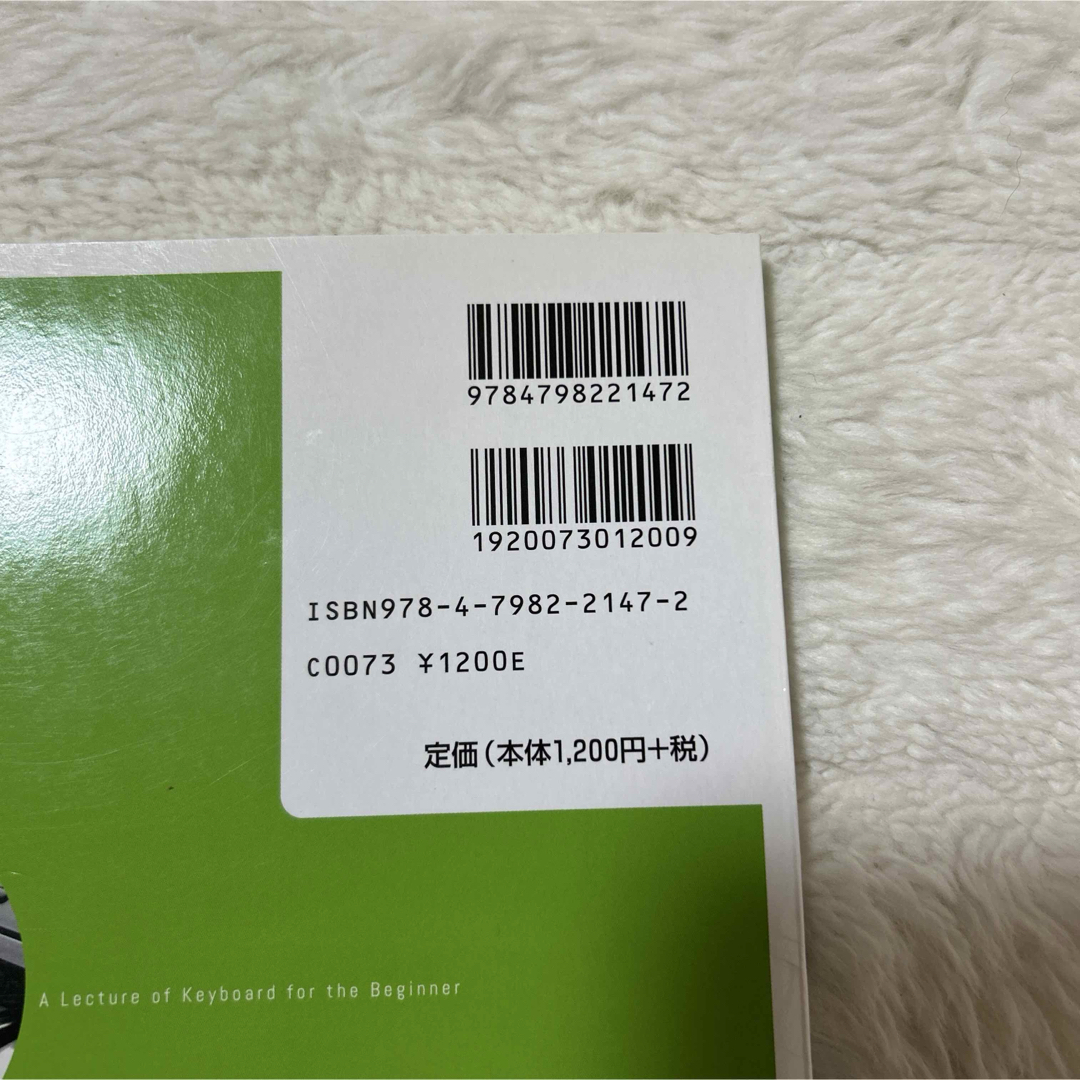 9784798221472
1920073012009
ISBN978-4-7982-2147-2
C0073 ¥1200E
定価(本体1,200円+税)
A Lecture of Keyboard for the Beginner